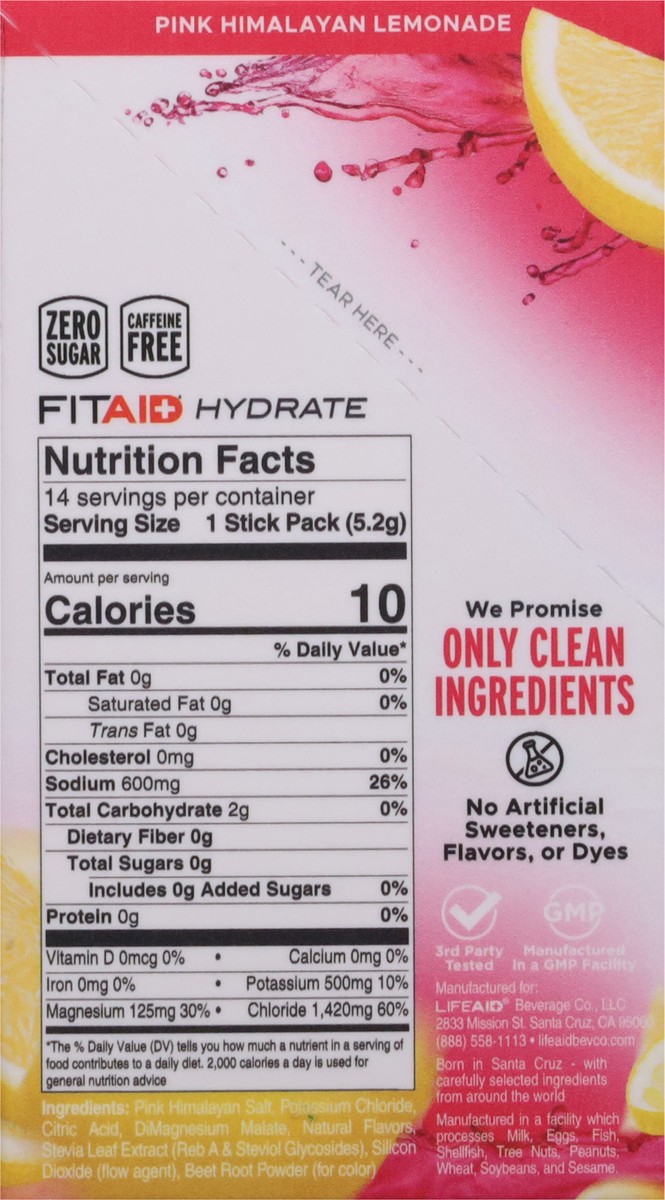 PINK HIMALAYAN LEMONADE
--- TEAR HERE ---
ZERO
SUGAR
CAFFEINE
FREE
FITAID HYDRATE
Nutrition Facts
14 servings per container
Serving Size 1 Stick Pack (5.2g)
Amount per serving
Calories 10
% Daily Value*
Total Fat 0g 0%
Saturated Fat 0g 0%
Trans Fat 0g
Cholesterol 0mg 0%
Sodium 600mg 26%
Total Carbohydrate 2g 0%
Dietary Fiber 0g
Total Sugars 0g
Includes 0g Added Sugars 0%
Protein 0g 0%
Vitamin D 0mcg 0% • Calcium 0mg 0%
Iron 0mg 0% • Potassium 500mg 10%
Magnesium 125mg 30% • Chloride 1,420mg 60%
*The % Daily Value (DV) tells you how much a nutrient in a serving of
food contributes to a daily diet. 2,000 calories a day is used for
general nutrition advice
Ingredients: Pink Himalayan Salt, Potassium Chloride,
Citric Acid, DiMagnesium Malate, Natural Flavors,
Stevia Leaf Extract (Reb A & Steviol Glycosides), Silicon
Dioxide (flow agent), Beet Root Powder (for color)
We Promise
ONLY CLEAN
INGREDIENTS
No Artificial
Sweeteners,
Flavors, or Dyes
GMP
3rd Party
Tested
Manufactured
In a GMP Facility
Manufactured for:
LIFEAID® Beverage Co., LLC
2833 Mission St. Santa Cruz, CA 95060
(888) 558-1113 • lifeaidbevco.com
Born in Santa Cruz - with
carefully selected ingredients
from around the world
Manufactured in a facility which
processes Milk, Eggs, Fish,
Shellfish, Tree Nuts, Peanuts,
Wheat, Soybeans, and Sesame.